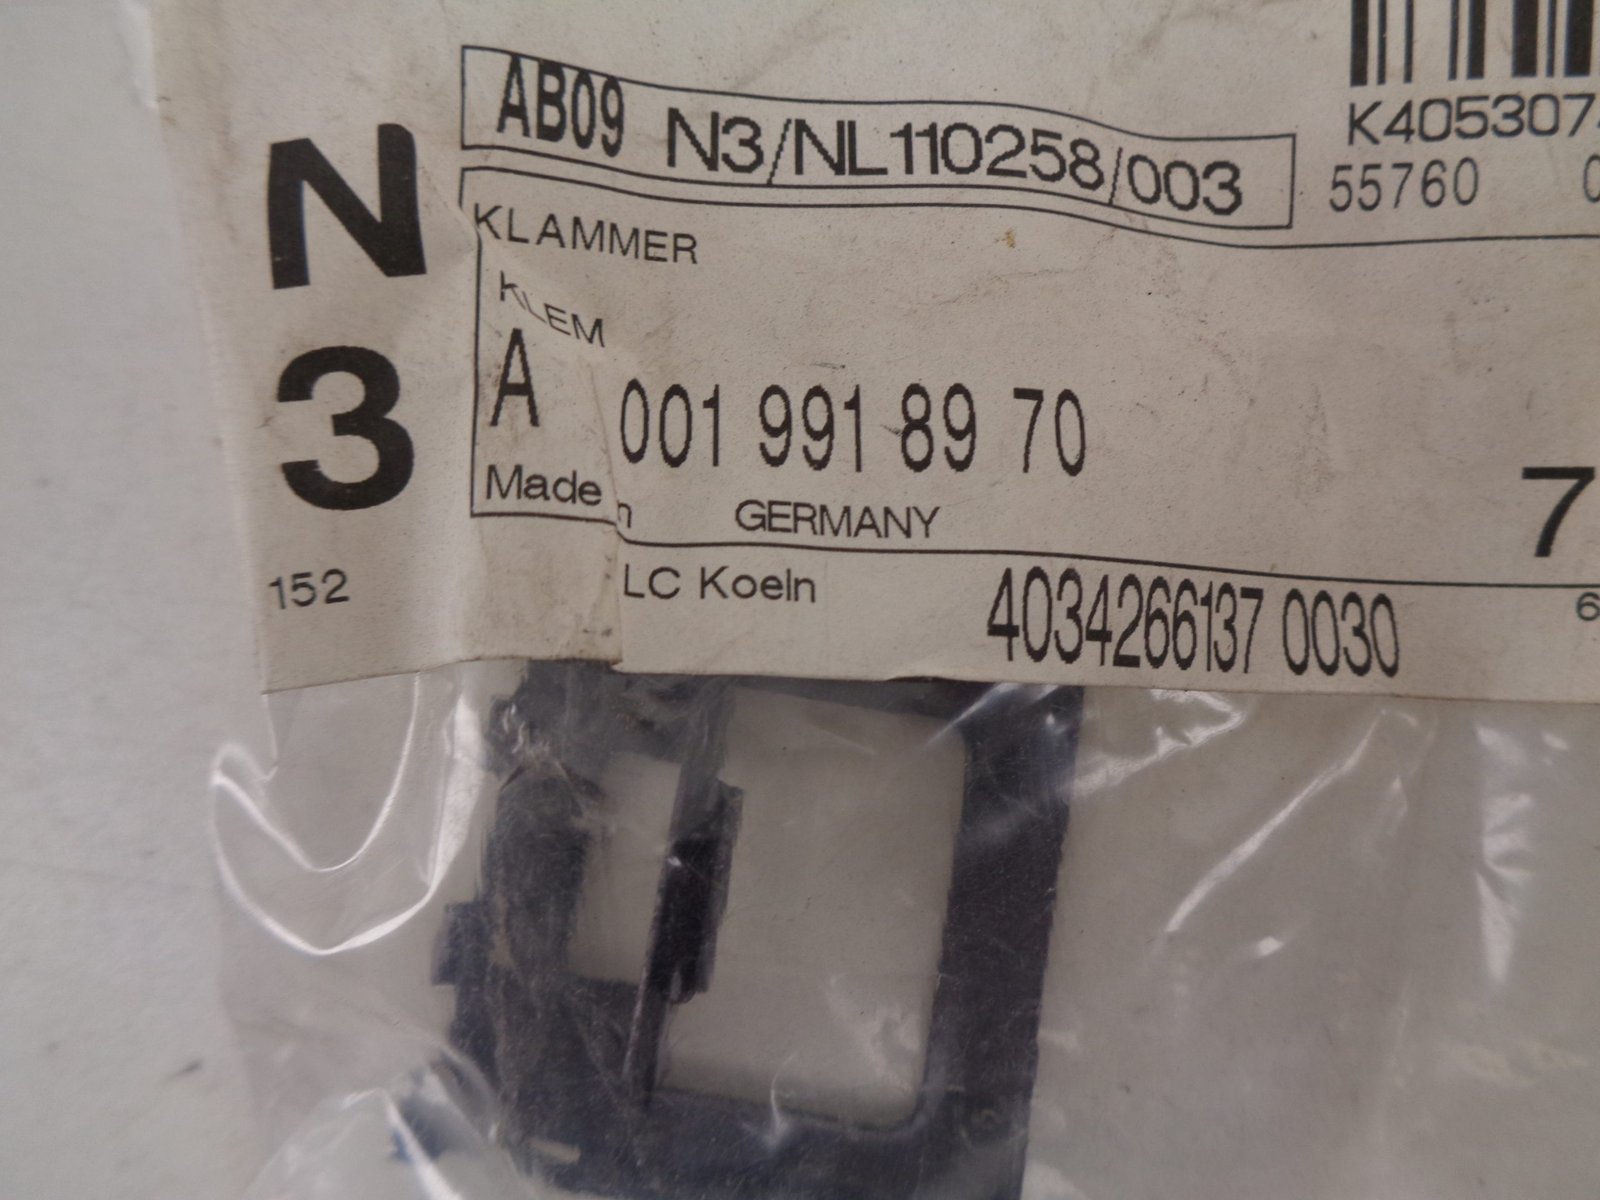 AB09 N3/NL110258/003
K405307
55760
N
3
KLAMMER
KLEM
A 001 991 89 70
Made GERMANY
7
152
LC Koeln
4034266137 0030
6